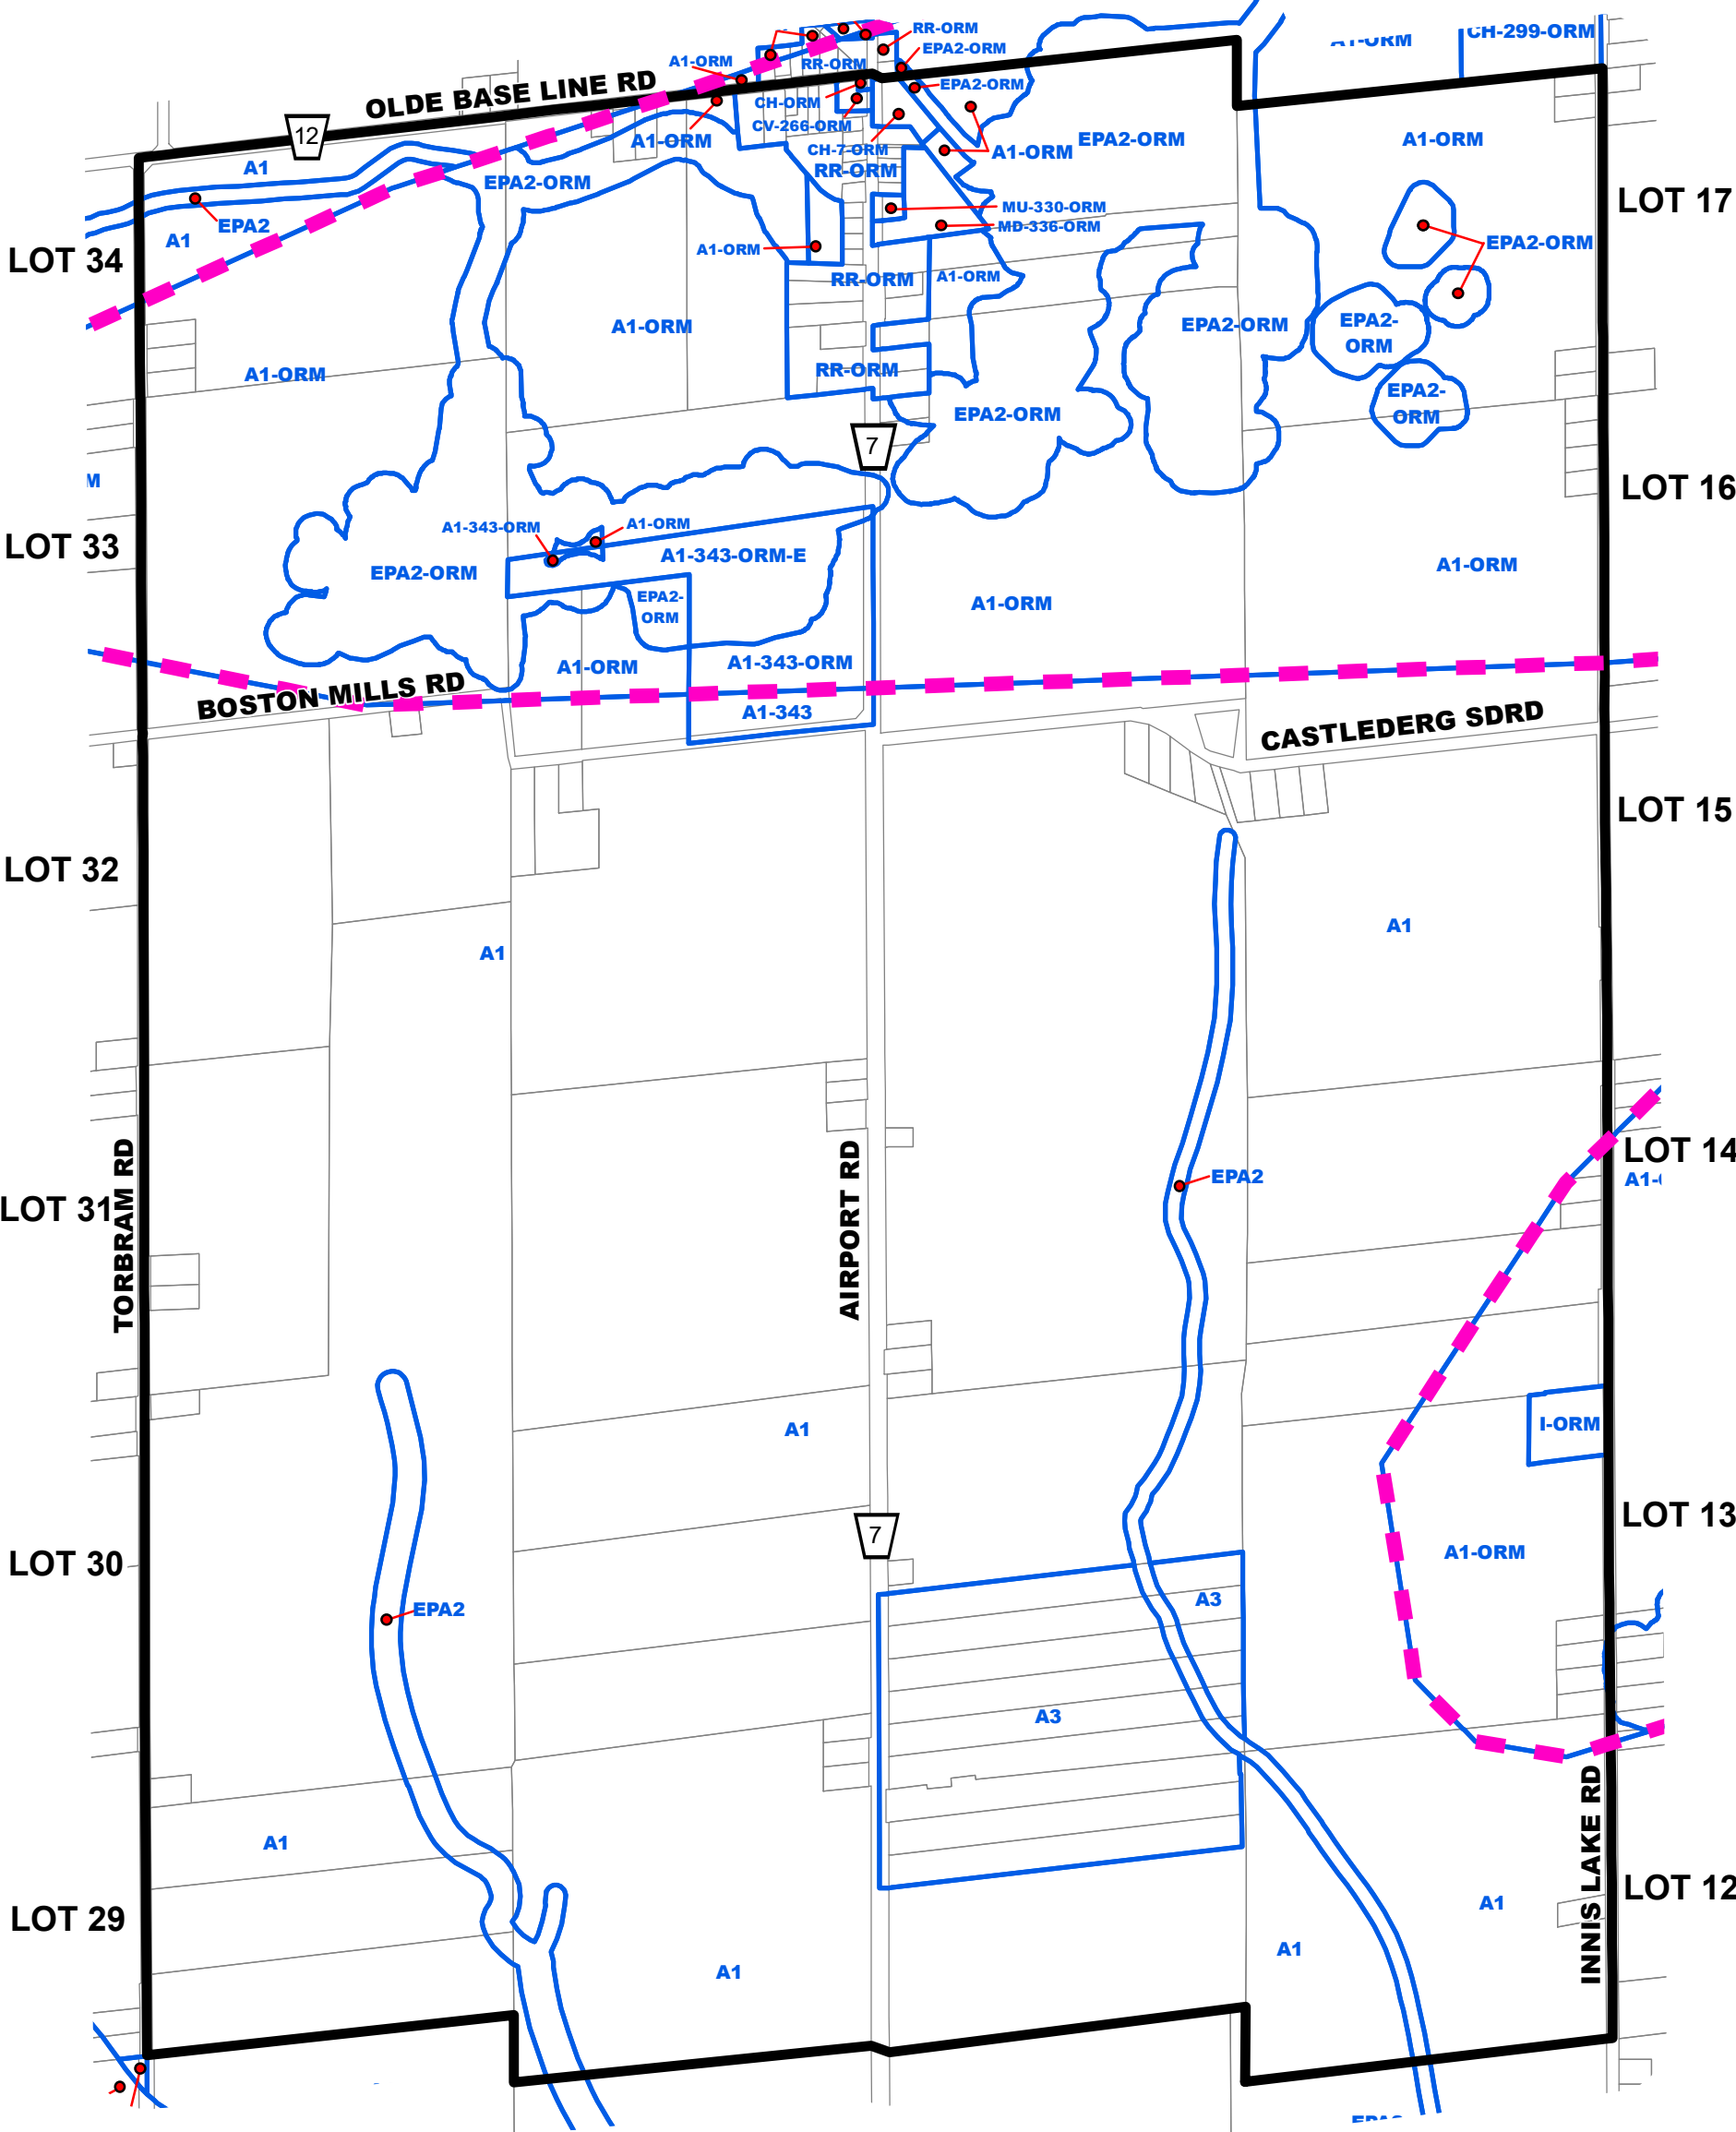 RR-ORM
CH-299-ORM
A1-ORM
EPA2-ORM
A1-ORM
RR-ORM
OLDE BASE LINE RD
EPA2-ORM
CH-ORM
12
CV-266-ORM
A1-ORM
EPA2-ORM
A1-ORM
CH-7-ORM
A1-ORM
A1
RR-ORM
EPA2-ORM
LOT 17
MU-330-ORM
EPA2
MD-336-ORM
A1
EPA2-ORM
A1-ORM
LOT 34
RR-ORM
A1-ORM
A1-ORM
EPA2-ORM
EPA2-
ORM
RR-ORM
A1-ORM
EPA2-
ORM
EPA2-ORM
7
M
LOT 16
A1-343-ORM
A1-ORM
LOT 33
A1-343-ORM-E
A1-ORM
EPA2-ORM
EPA2-
ORM
A1-ORM
A1-ORM
A1-343-ORM
BOSTON MILLS RD
A1-343
CASTLEDERG SDRD
LOT 15
LOT 32
A1
A1
LOT 14
EPA2
A1-
LOT 31
TORBRAM RD
AIRPORT RD
A1
I-ORM
LOT 13
7
A1-ORM
LOT 30
A3
EPA2
A3
A1
INNIS LAKE RD
LOT 12
A1
LOT 29
A1
A1